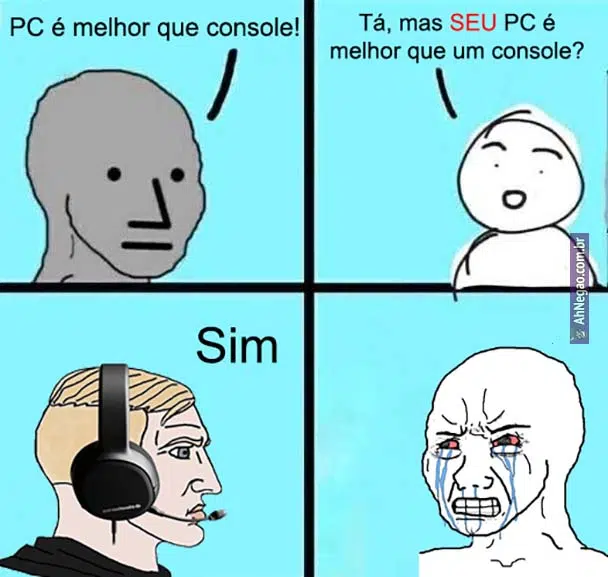 PC é melhor que console!
Tá, mas SEU PC é
melhor que um console?
AhNegao.com.br
Sim